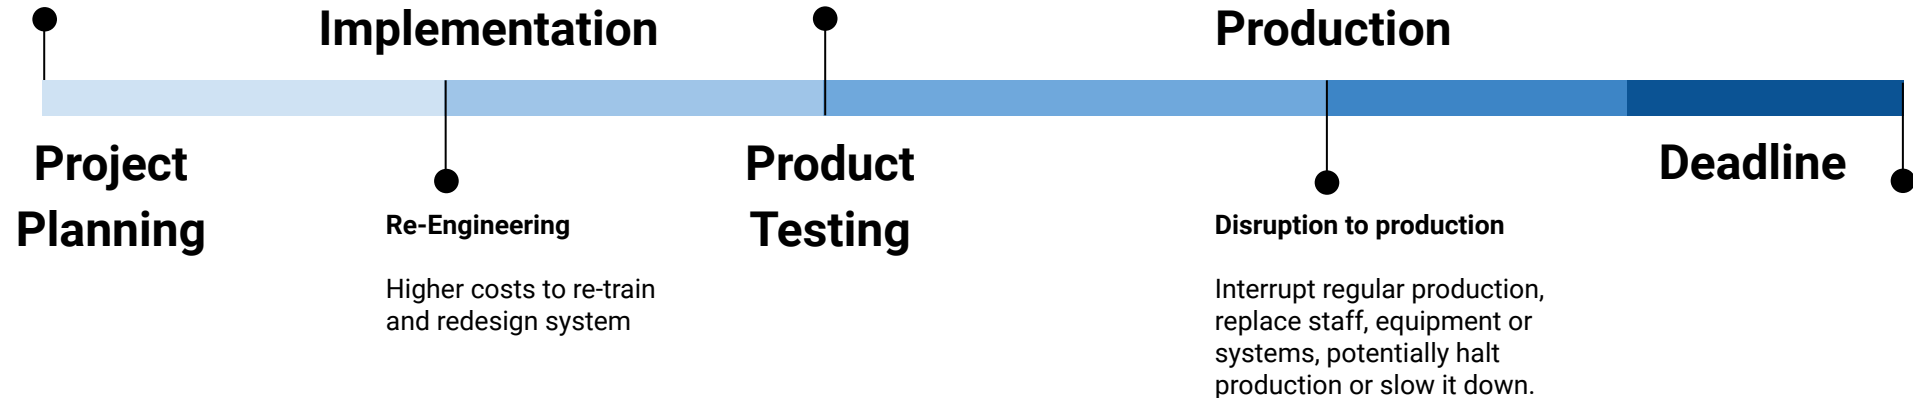 Implementation
Production
Project
Planning
Re-Engineering
Higher costs to re-train
and redesign system
Product
Testing
Disruption to production
Interrupt regular production,
replace staff, equipment or
systems, potentially halt
production or slow it down.
Deadline